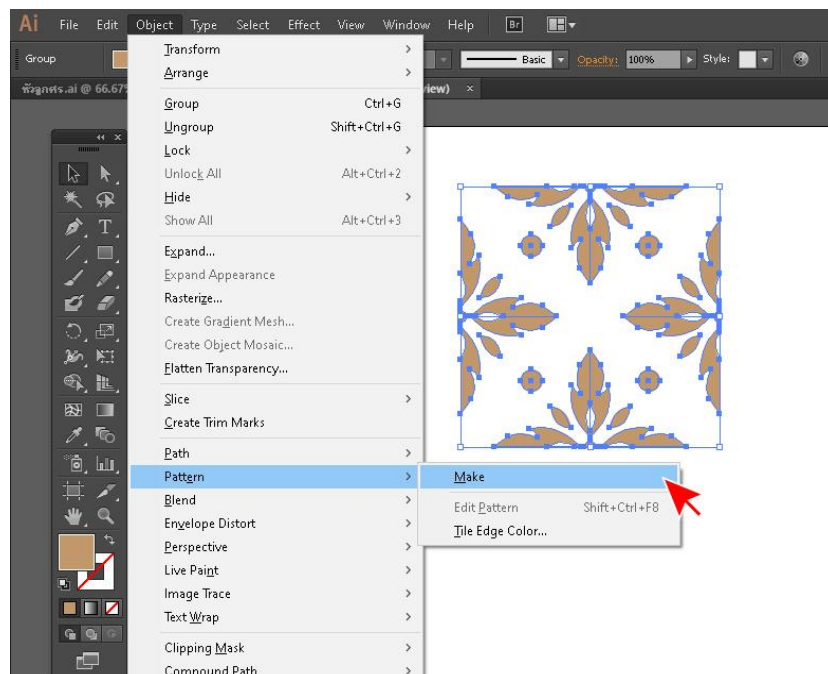 Ai File Edit Object Type Select Effect View Window Help Br
Group Basic Opacity: 100% Style:
.ai @ 66.67% iew) ×
Transform
Arrange
Group Ctrl+G
Ungroup Shift+Ctrl+G
Lock
Unlock All Alt+Ctrl+2
Hide
Show All Alt+Ctrl+3
Expand...
Expand Appearance
Rasterize...
Create Gradient Mesh...
Create Object Mosaic...
Flatten Transparency...
Slice
Create Trim Marks
Path
Pattern
Make
Blend
Edit Pattern Shift+Ctrl+F8
Envelope Distort
Tile Edge Color...
Perspective
Live Paint
Image Trace
Text Wrap
Clipping Mask
Compound Path